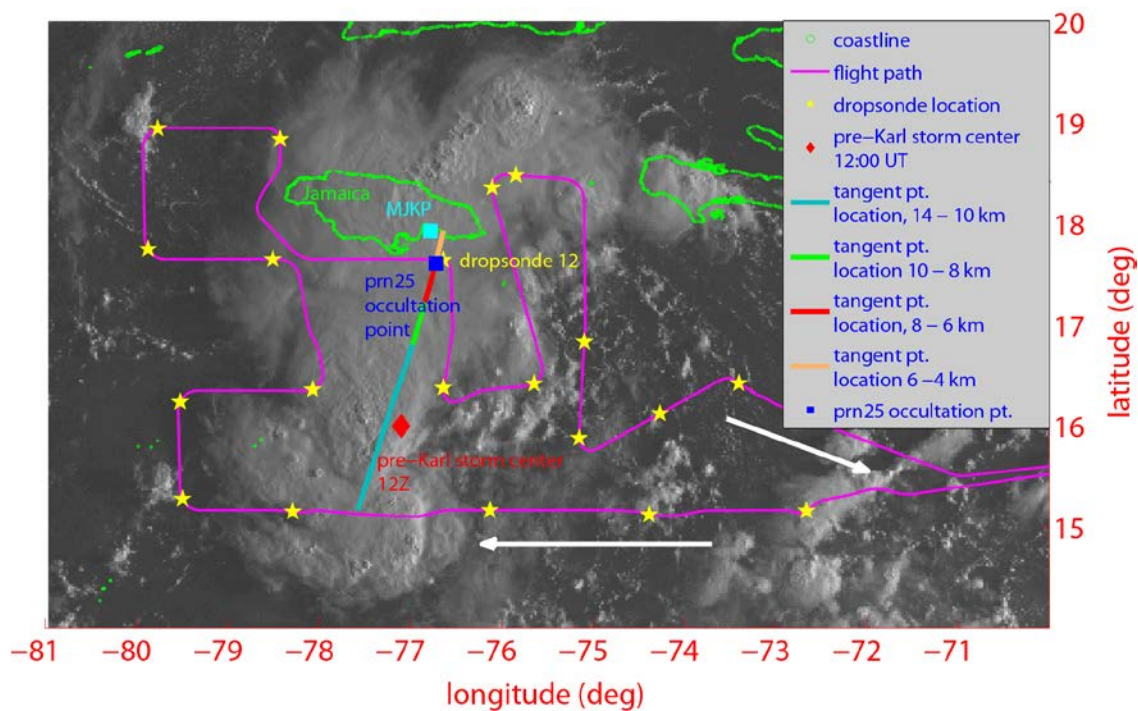 20
19
18
17
16
15
latitude (deg)
coastline
flight path
dropsonde location
pre−Karl storm center
12:00 UT
tangent pt.
location, 14 − 10 km
tangent pt.
location 10 − 8 km
tangent pt.
location, 8 − 6 km
tangent pt.
location 6 −4 km
prn25 occultation pt.
Jamaica
MJKP
dropsonde 12
prn25
occultation
point
pre−Karl storm center
12Z
−81
−80
−79
−78
−77
−76
−75
−74
−73
−72
−71
longitude (deg)